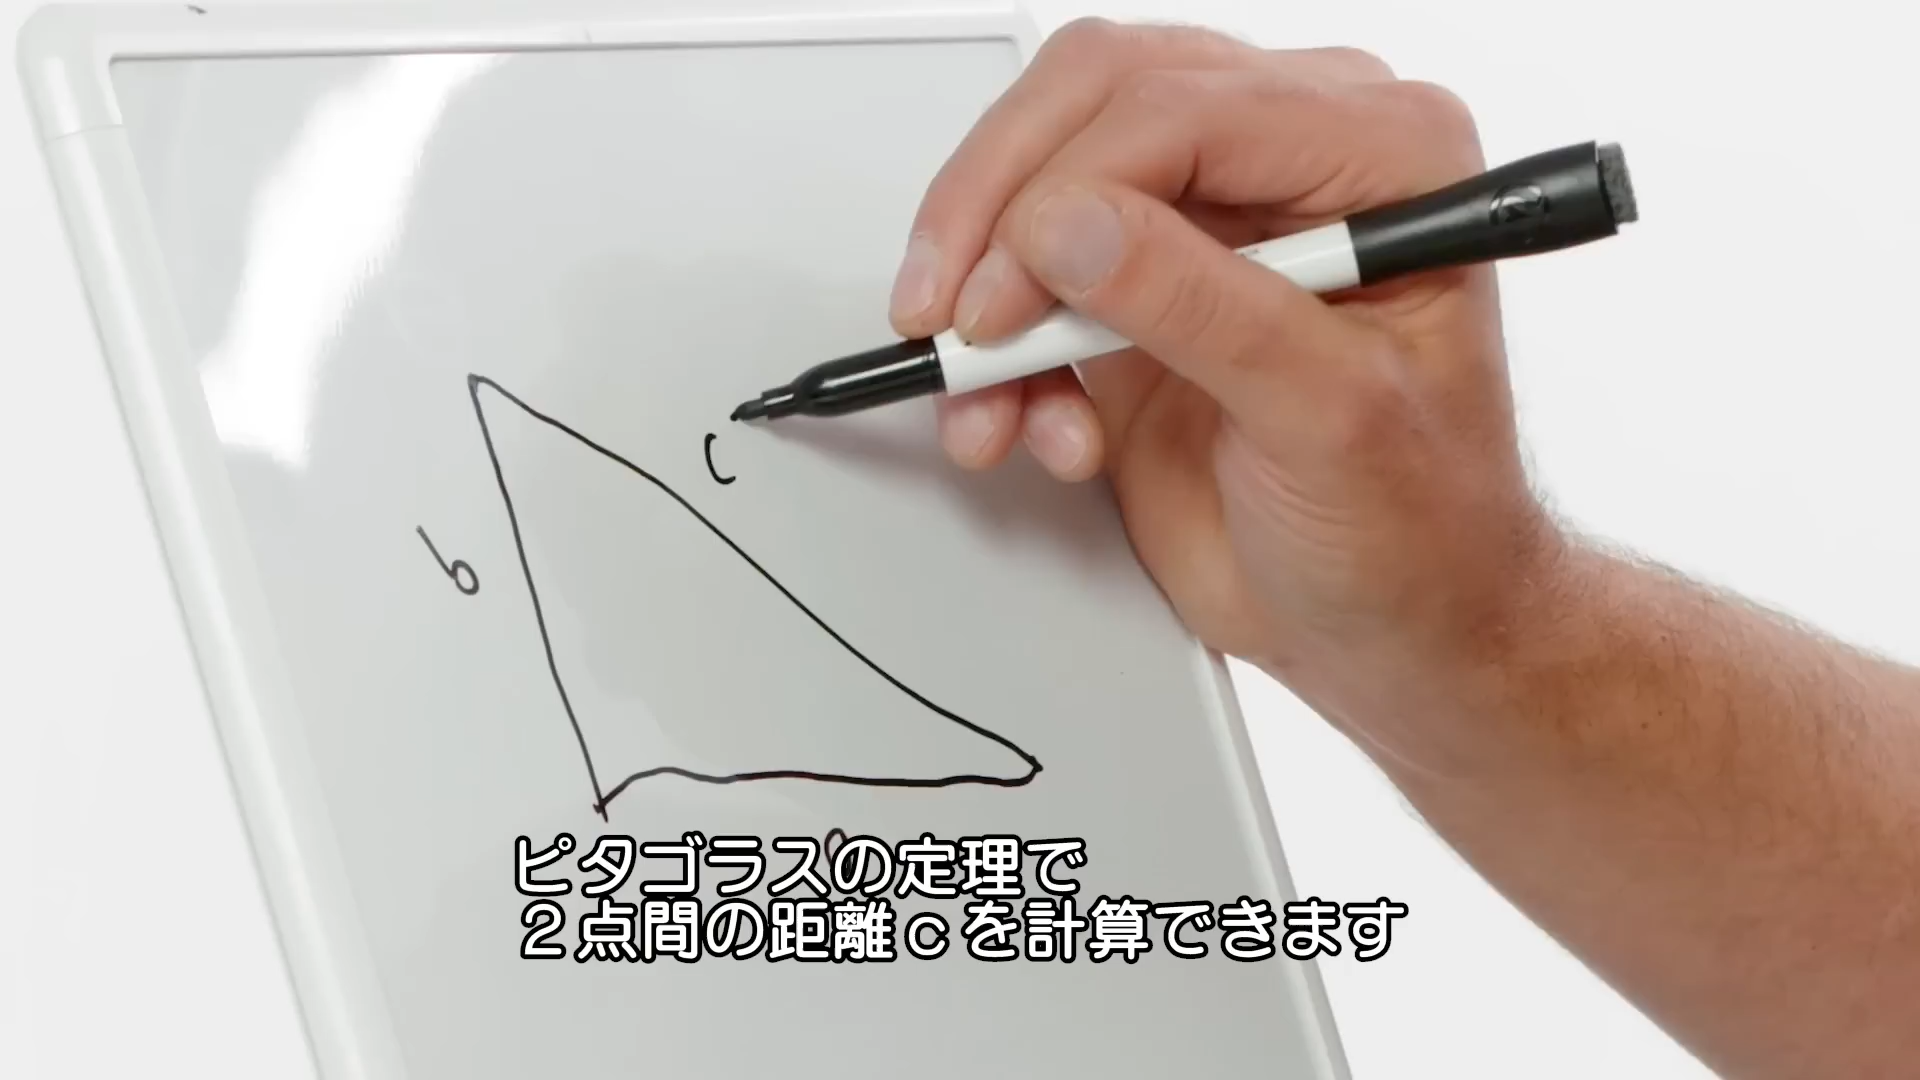 c
b
ピタゴラスの定理で
２点間の距離ｃを計算できます